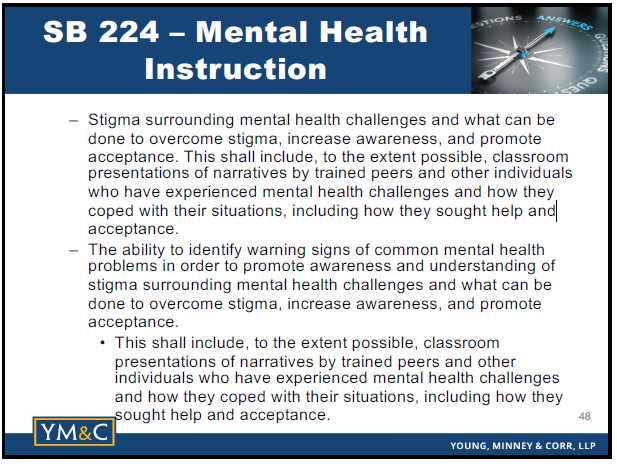 SB 224 – Mental Health
Instruction
QUESTIONS
ANSWERS
QUESTIONS
– Stigma surrounding mental health challenges and what can be
done to overcome stigma, increase awareness, and promote
acceptance. This shall include, to the extent possible, classroom
presentations of narratives by trained peers and other individuals
who have experienced mental health challenges and how they
coped with their situations, including how they sought help and
acceptance.
– The ability to identify warning signs of common mental health
problems in order to promote awareness and understanding of
stigma surrounding mental health challenges and what can be
done to overcome stigma, increase awareness, and promote
acceptance.
• This shall include, to the extent possible, classroom
presentations of narratives by trained peers and other
individuals who have experienced mental health challenges
and how they coped with their situations, including how they
sought help and acceptance.
48
YM&C
YOUNG, MINNEY & CORR, LLP